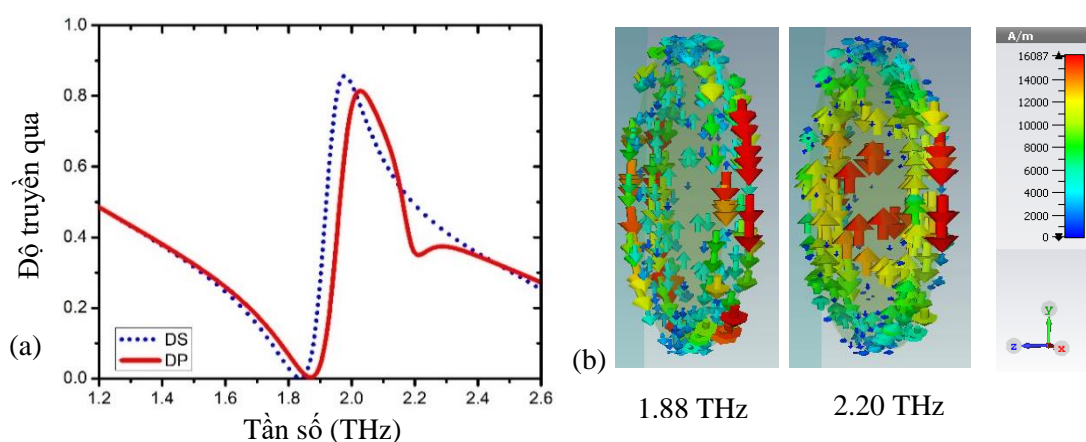 1.0
0.8
0.6
0.4
0.2
0.0
Độ truyền qua
DS
DP
(a)
1.2 1.4 1.6 1.8 2.0 2.2 2.4 2.6
Tần số (THz)
(b)
1.88 THz
2.20 THz
A/m
16087
14000
12000
10000
8000
6000
4000
2000
0
y
z
x